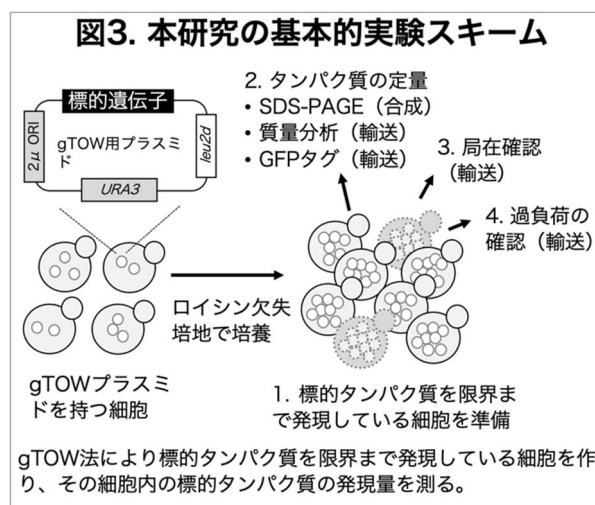 図3. 本研究の基本的実験スキーム
標的遺伝子
2μ ORI
gTOW用プラスミ
ド
leu2d
URA3
2. タンパク質の定量
• SDS-PAGE（合成）
• 質量分析（輸送）
• GFPタグ（輸送）
3. 局在確認
（輸送）
4. 過負荷の
確認（輸送）
ロイシン欠失
培地で培養
gTOWプラスミ
ドを持つ細胞
1. 標的タンパク質を限界ま
で発現している細胞を準備
gTOW法により標的タンパク質を限界まで発現している細胞を作
り、その細胞内の標的タンパク質の発現量を測る。